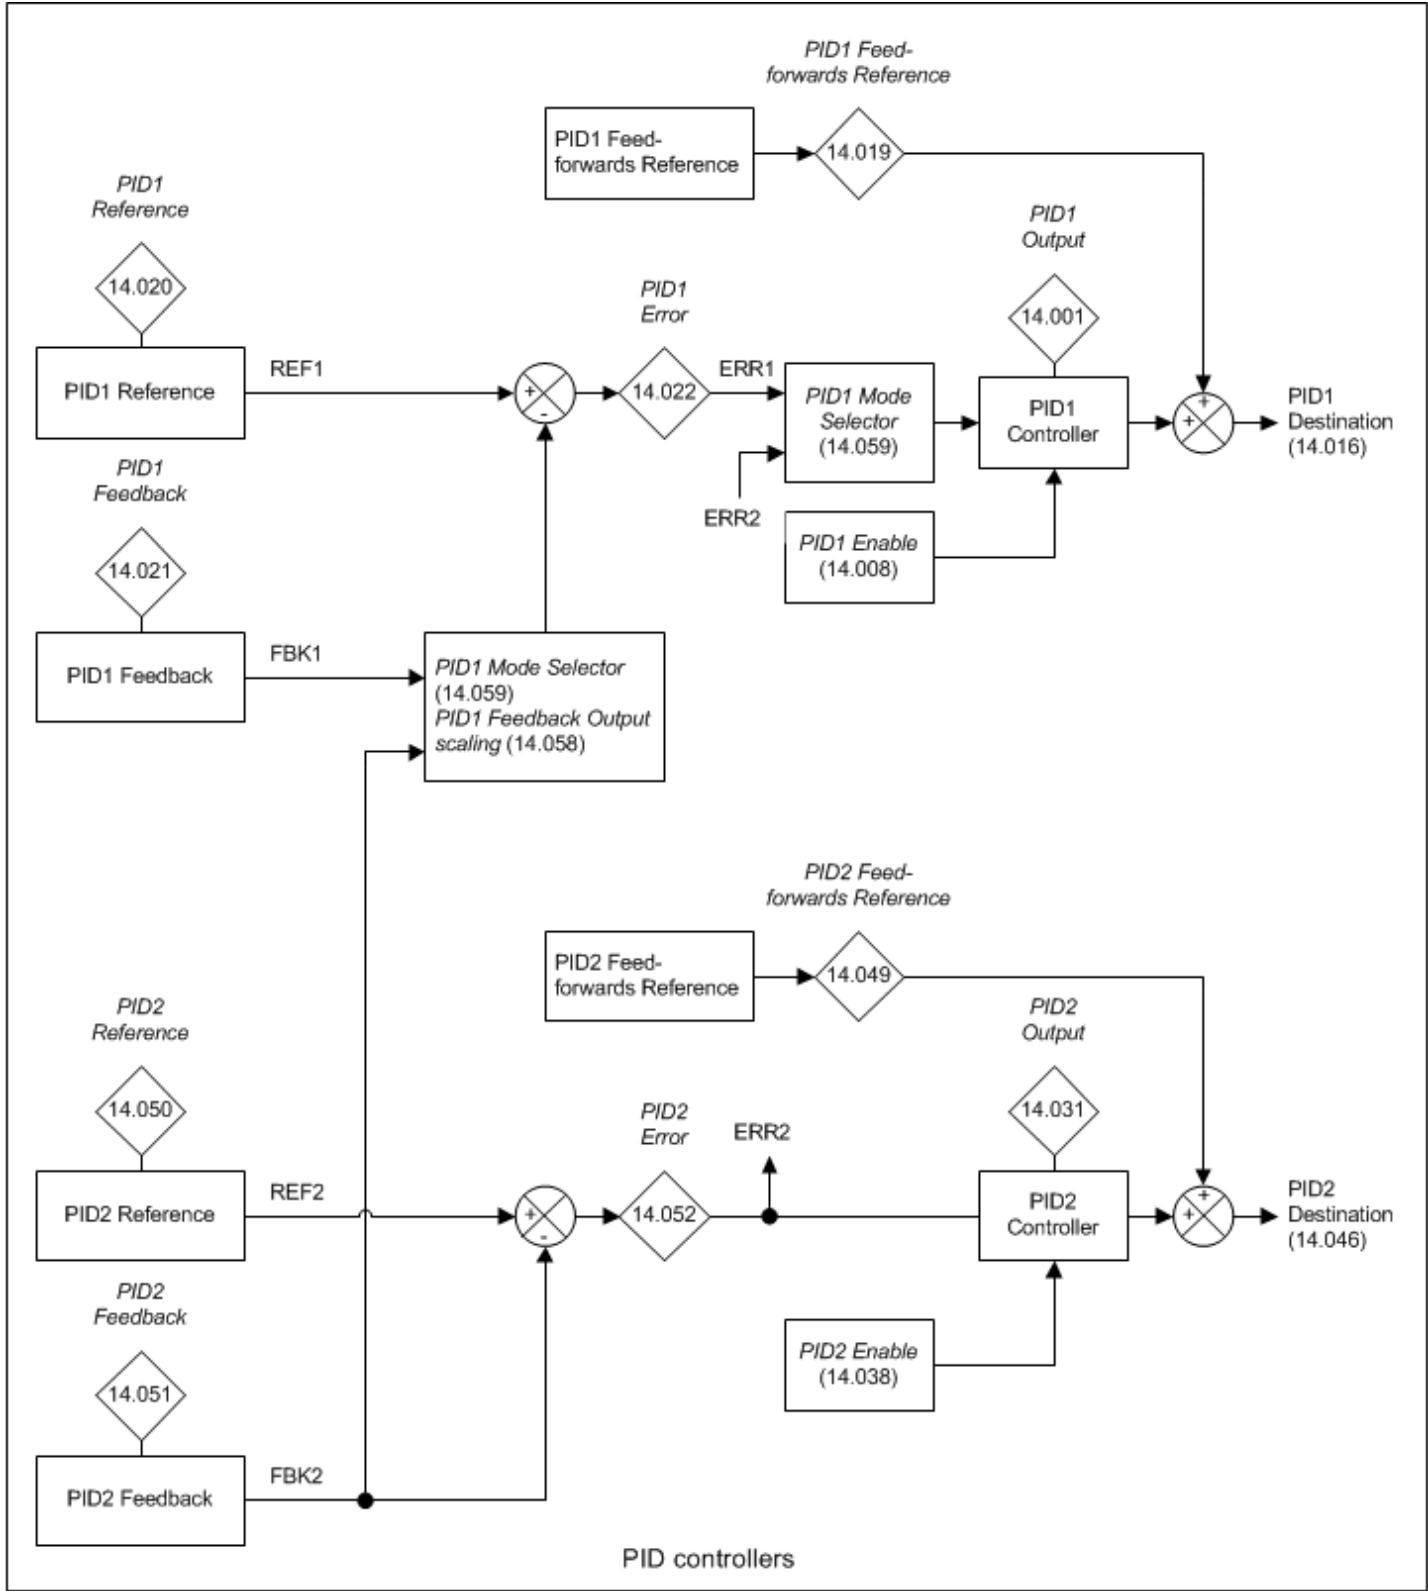 PID1 Feed-
forwards Reference
PID1 Feed-
forwards Reference
14.019
PID1
Reference
14.020
PID1 Reference
REF1
+
-
PID1
Error
14.022
ERR1
ERR2
PID1 Mode
Selector
(14.059)
PID1
Output
14.001
PID1
Controller
+
+
PID1
Destination
(14.016)
PID1 Enable
(14.008)
PID1
Feedback
14.021
PID1 Feedback
FBK1
PID1 Mode Selector
(14.059)
PID1 Feedback Output
scaling (14.058)
PID2 Feed-
forwards Reference
PID2 Feed-
forwards Reference
14.049
PID2
Reference
14.050
PID2 Reference
REF2
+
-
PID2
Error
14.052
ERR2
PID2
Output
14.031
PID2
Controller
+
+
PID2
Destination
(14.046)
PID2 Enable
(14.038)
PID2
Feedback
14.051
PID2 Feedback
FBK2
PID controllers